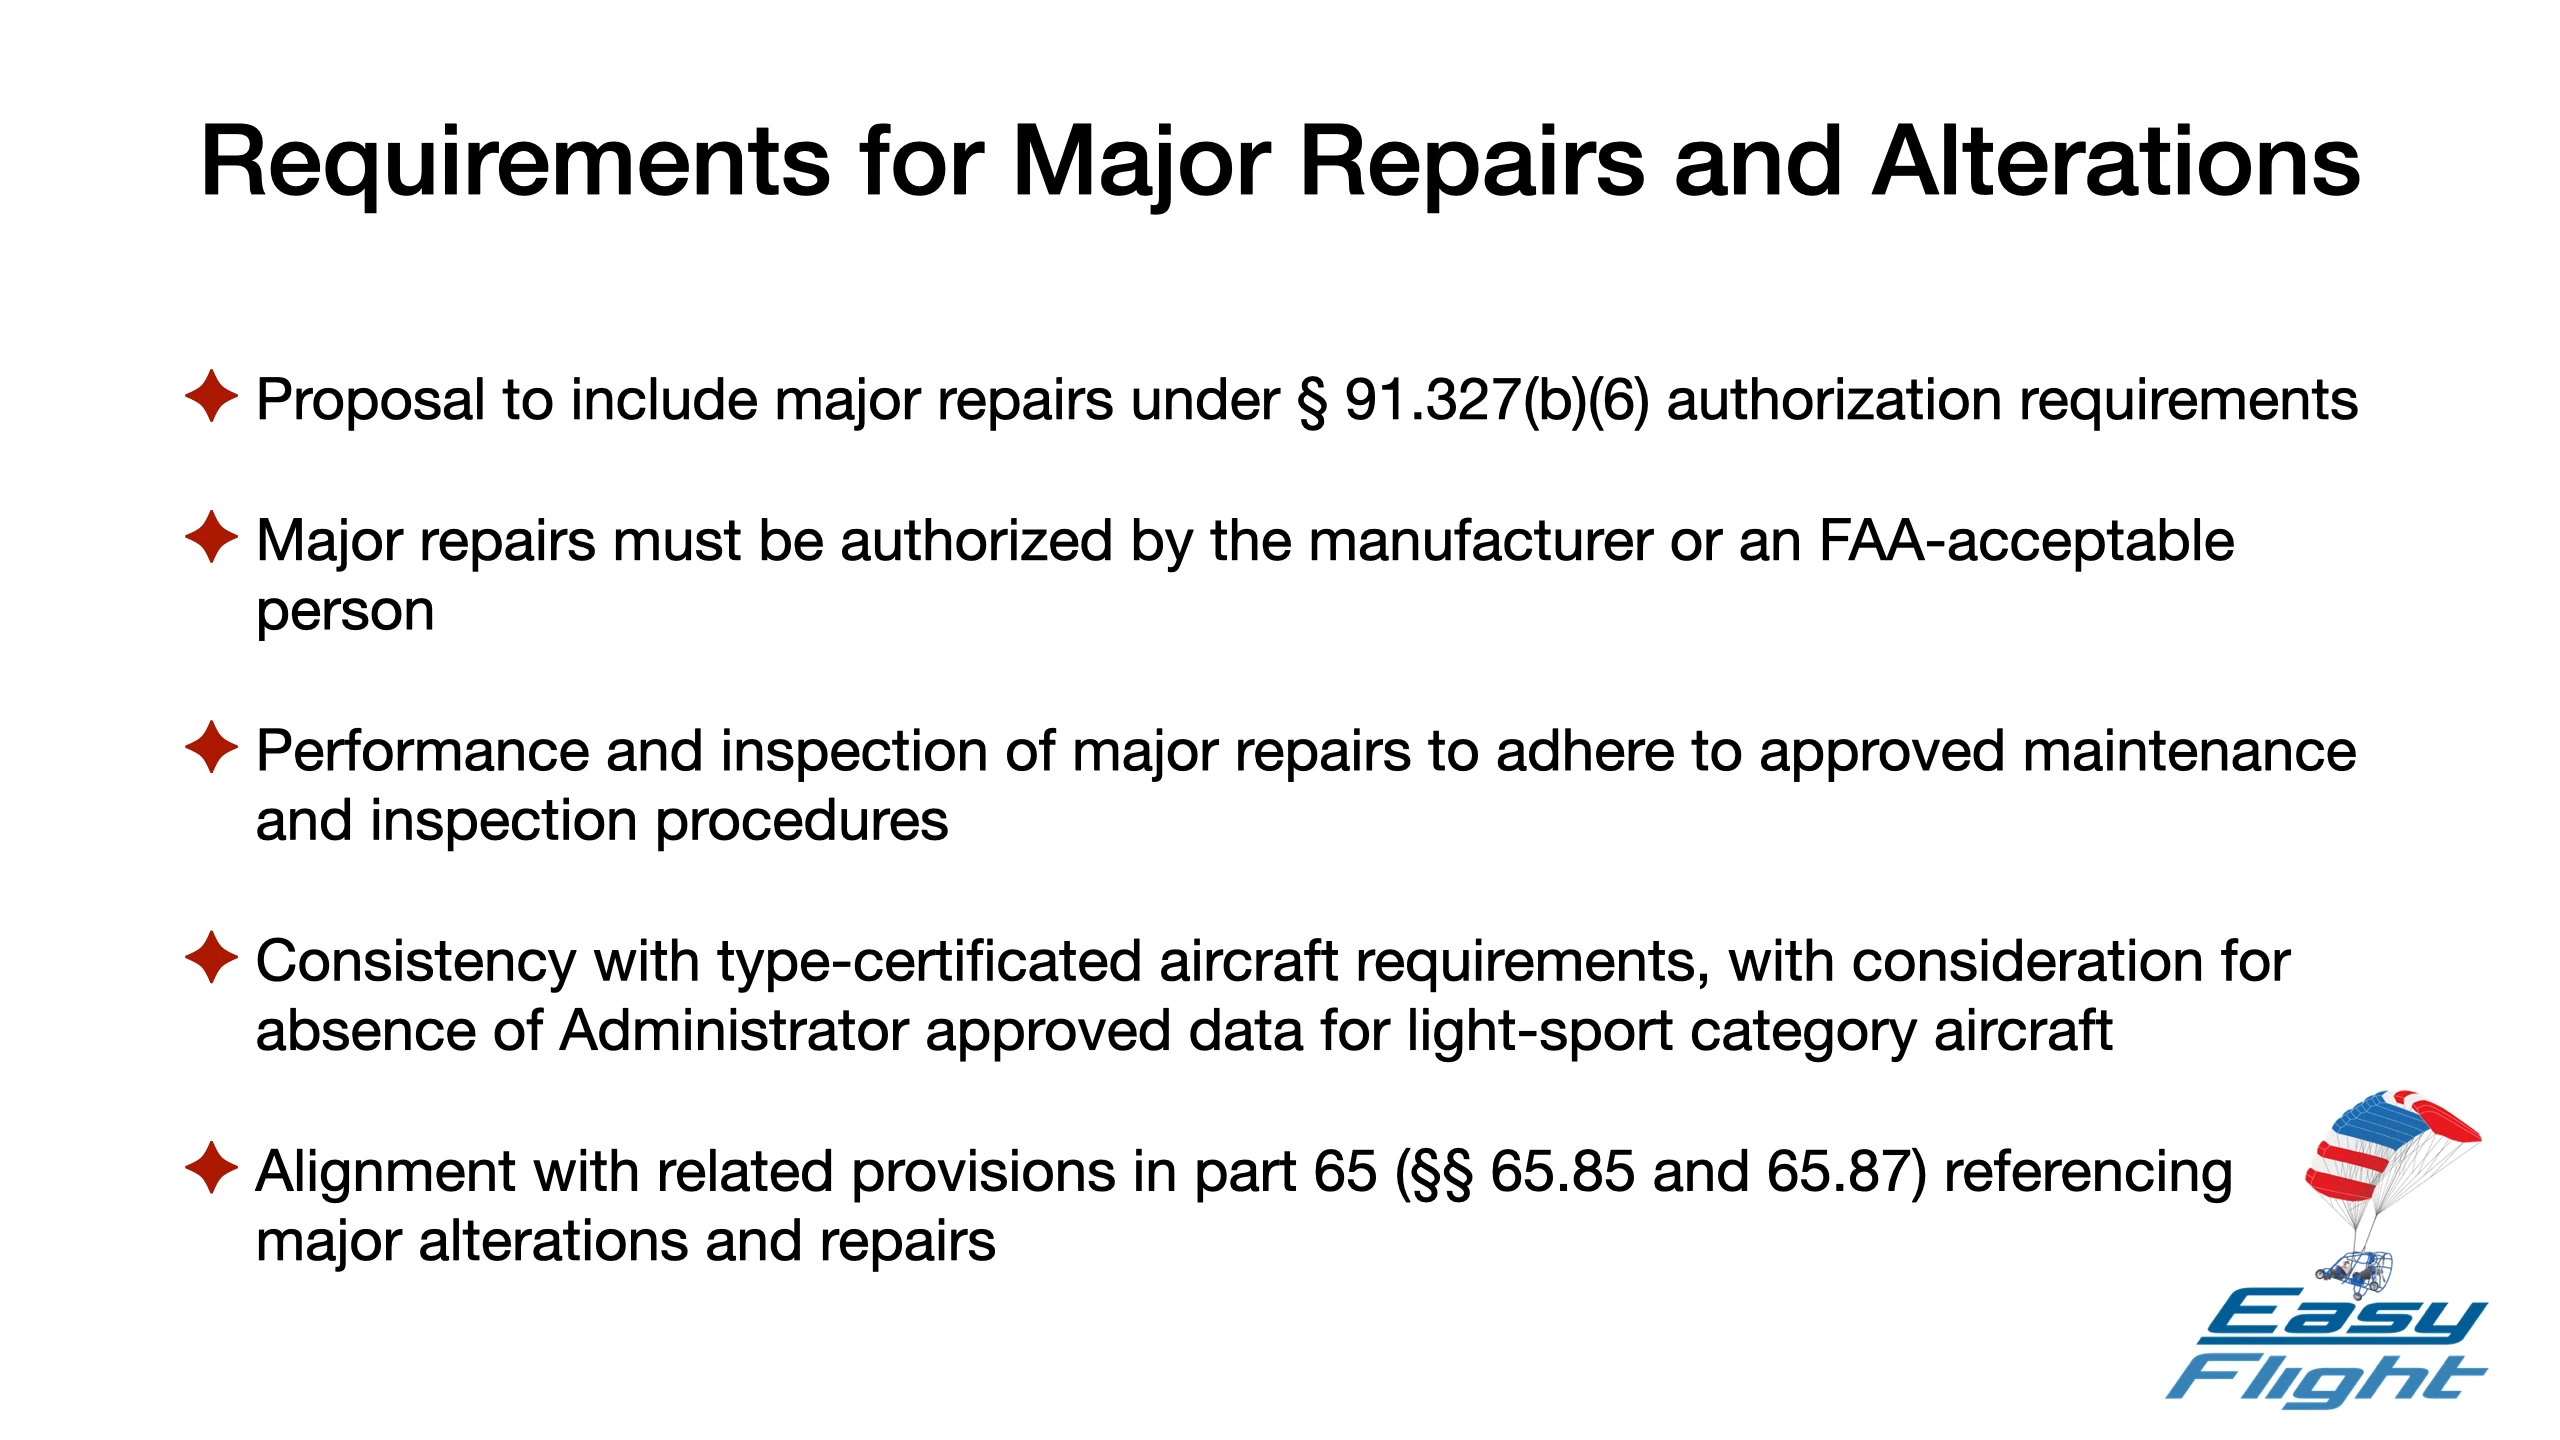 Requirements for Major Repairs and Alterations
Proposal to include major repairs under § 91.327(b)(6) authorization requirements
Major repairs must be authorized by the manufacturer or an FAA-acceptable
person
Performance and inspection of major repairs to adhere to approved maintenance
and inspection procedures
Consistency with type-certificated aircraft requirements, with consideration for
absence of Administrator approved data for light-sport category aircraft
Alignment with related provisions in part 65 (§§ 65.85 and 65.87) referencing
major alterations and repairs
Easy
Flight